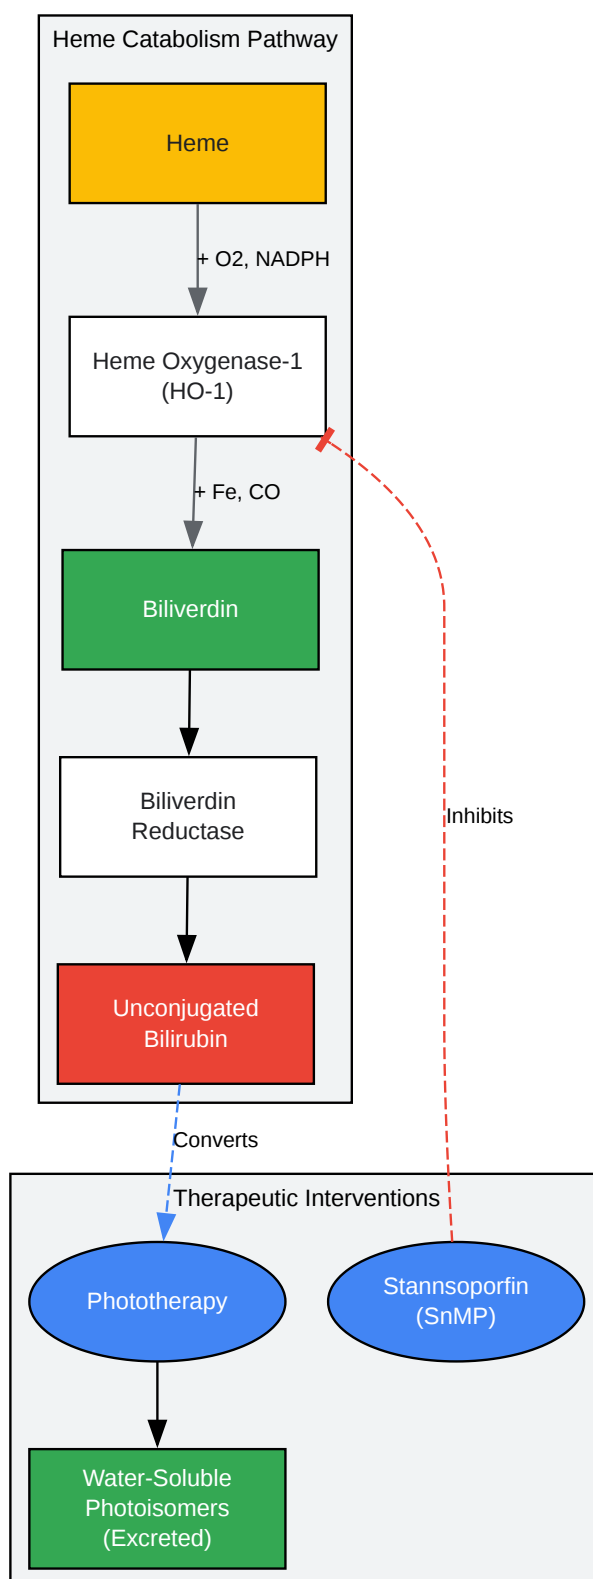 Heme Catabolism Pathway
Heme
+ O2, NADPH
Heme Oxygenase-1
(HO-1)
+ Fe, CO
Biliverdin
Biliverdin
Reductase
Inhibits
Unconjugated
Bilirubin
Converts
Therapeutic Interventions
Phototherapy
Stannsoporfin
(SnMP)
Water-Soluble
Photoisomers
(Excreted)